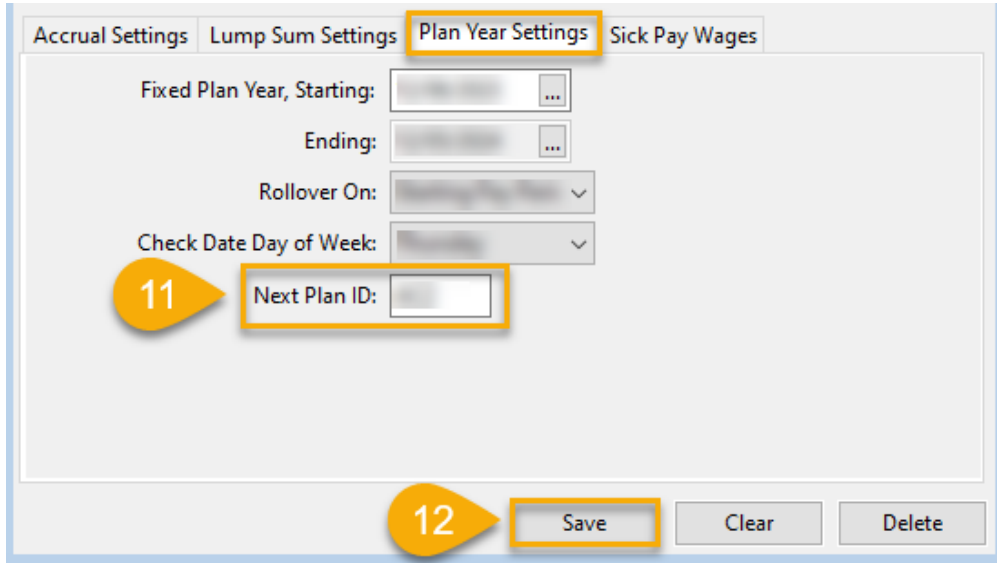 Accrual Settings Lump Sum Settings Plan Year Settings Sick Pay Wages
Fixed Plan Year, Starting: ...
Ending: ...
Rollover On:
Check Date Day of Week:
11 Next Plan ID:
12 Save Clear Delete